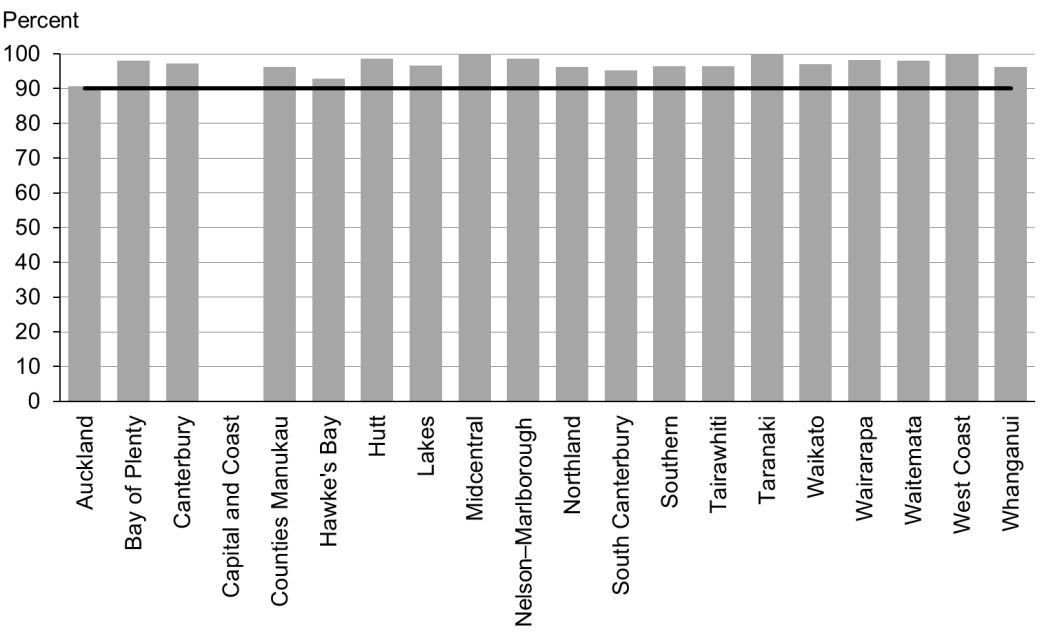 Percent
100
90
80
70
60
50
40
30
20
10
0
Auckland
Bay of Plenty
Canterbury
Capital and Coast
Counties Manukau
Hawke's Bay
Hutt
Lakes
Midcentral
Nelson–Marlborough
Northland
South Canterbury
Southern
Tairawhiti
Taranaki
Waikato
Wairarapa
Waitemata
West Coast
Whanganui